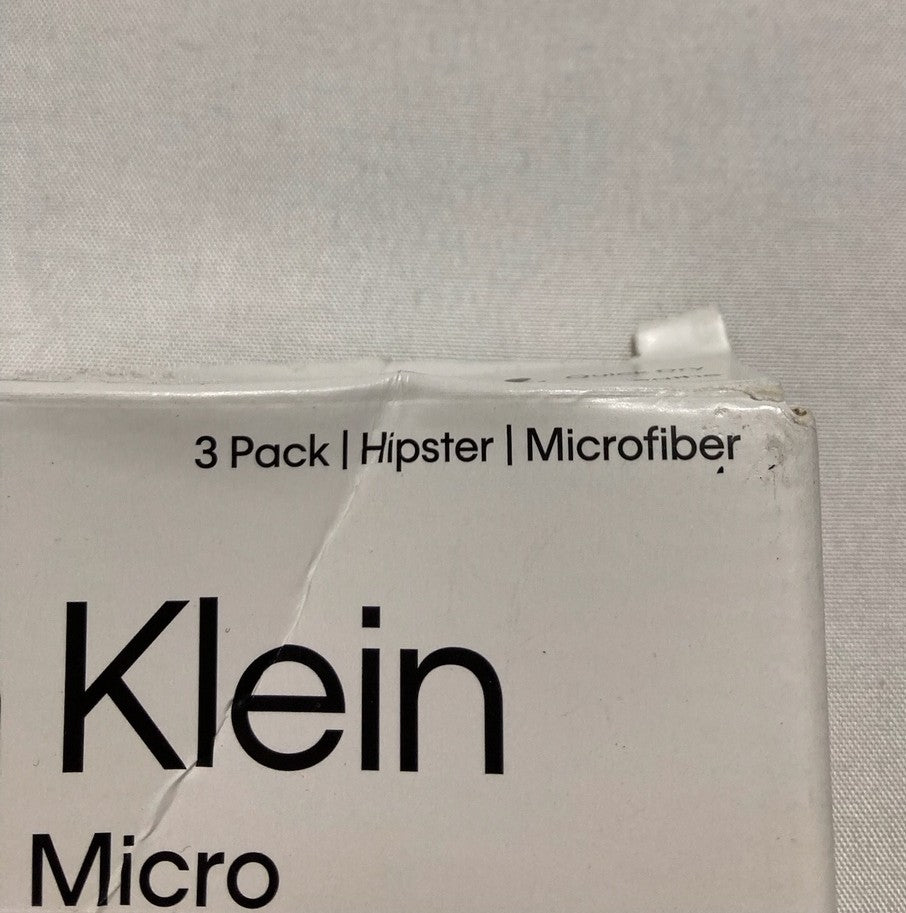 3 Pack | Hipster | Microfiber
Klein
Micro